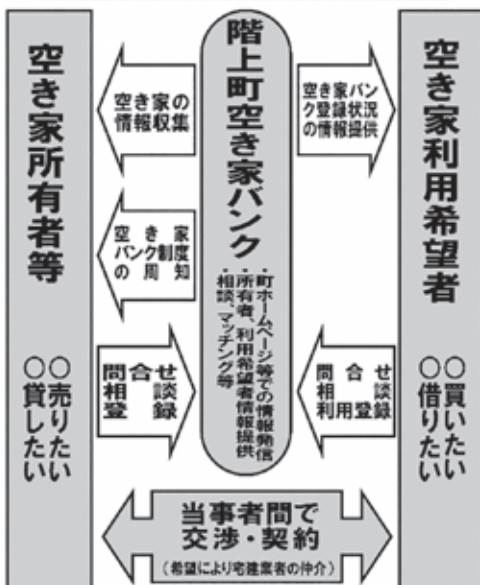 空き家所有者等
○売りたい
○貸したい
空き家の
情報収集
空き家
バンク制度
の周知
問合せ
相談
登録
階上町空き家バンク
・町ホームページ等での情報発信
・所有者、利用希望者情報提供
・相談、マッチング等
空き家バン
ク登録状況
の情報提供
問合せ
相談
利用登録
空き家利用希望者
○買いたい
○借りたい
当事者間で
交渉・契約
(希望により宅建業者の仲介)